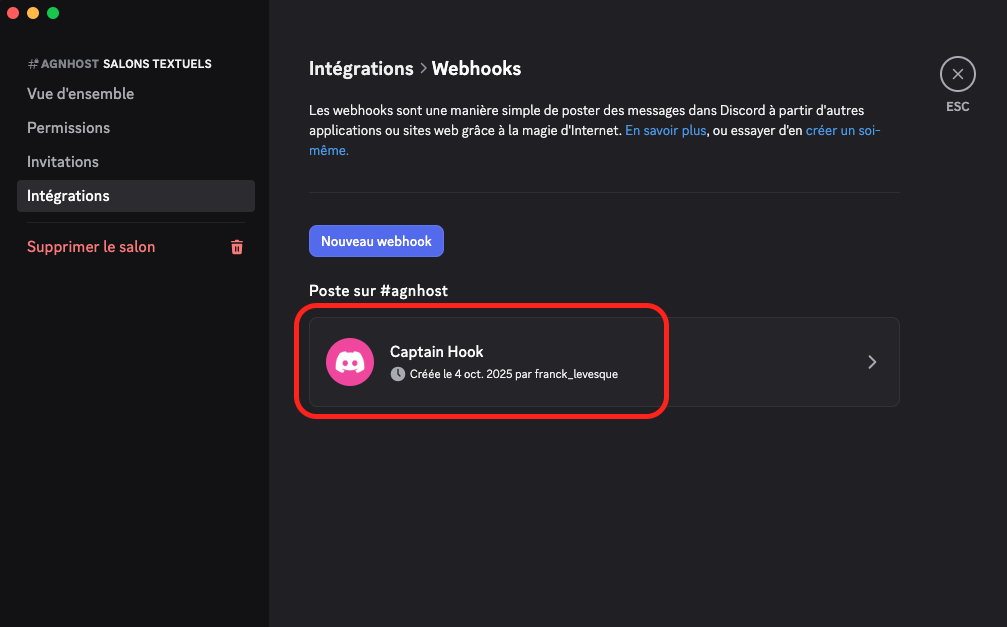 #AGNHOST SALONS TEXTUELS
Vue d'ensemble
Permissions
Invitations
Intégrations
Supprimer le salon
Intégrations > Webhooks
ESC
Les webhooks sont une manière simple de poster des messages dans Discord à partir d'autres
applications ou sites web grâce à la magie d'Internet. En savoir plus, ou essayer d'en créer un soi-
même.
Nouveau webhook
Poste sur #agnhost
Captain Hook
Créée le 4 oct. 2025 par franck_levesque